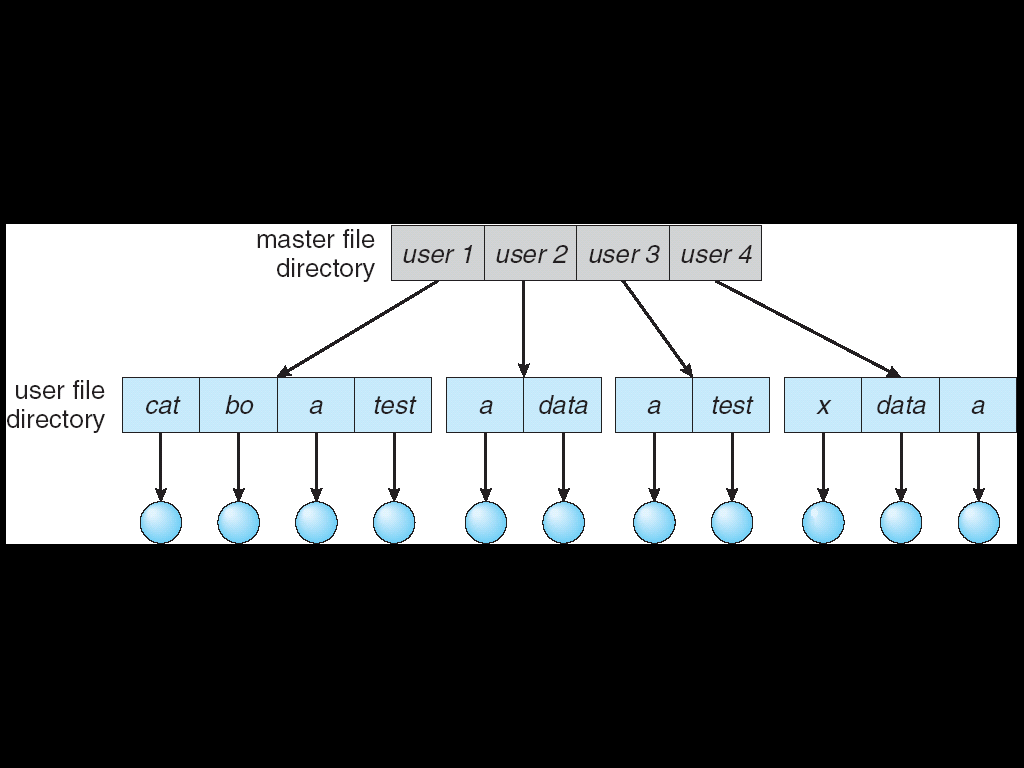 master file
directory
user 1 user 2 user 3 user 4
user file
directory
cat bo a test a data a test x data a